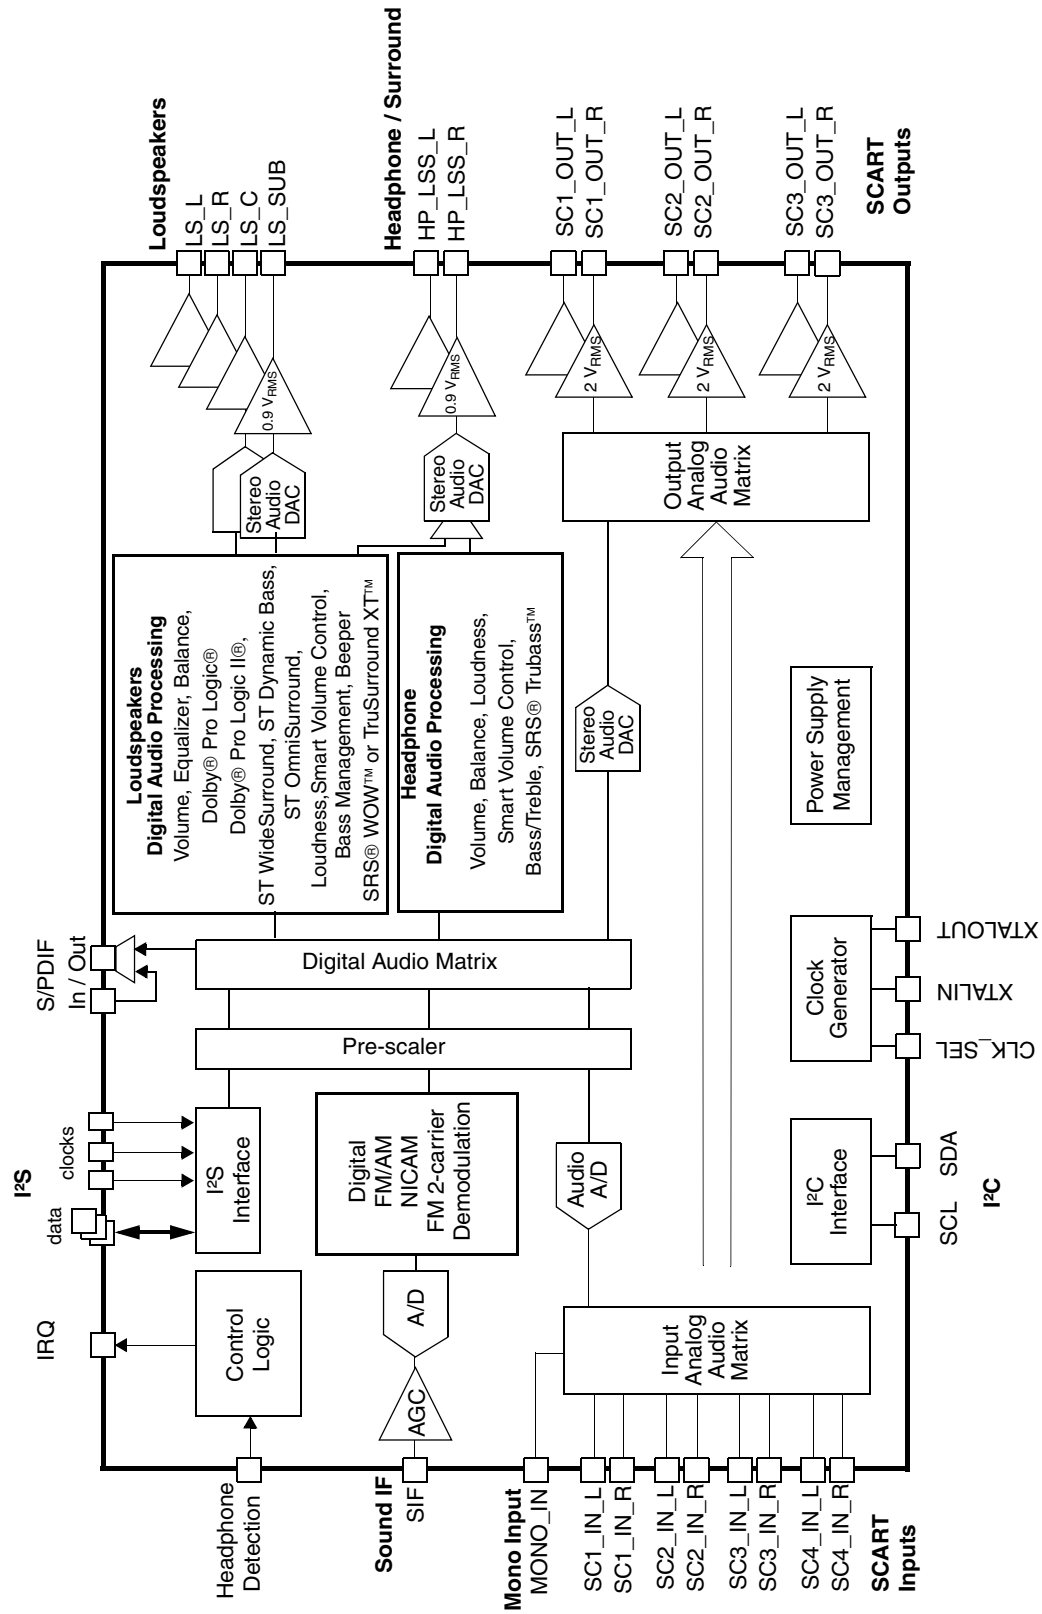 Headphone
Detection
Sound IF
SIF
Mono Input
MONO_IN
SC1_IN_L
SC1_IN_R
SC2_IN_L
SC2_IN_R
SC3_IN_L
SC3_IN_R
SC4_IN_L
SC4_IN_R
SCART
Inputs
IRQ
I²S
data
clocks
S/PDIF
In / Out
Control
Logic
AGC
A/D
I²S
Interface
Digital
FM/AM
NICAM
FM 2-carrier
Demodulation
Input
Analog
Audio
Matrix
Audio
A/D
Pre-scaler
Digital Audio Matrix
Loudspeakers
Digital Audio Processing
Volume, Equalizer, Balance,
Dolby® Pro Logic®
Dolby® Pro Logic II®,
ST WideSurround, ST Dynamic Bass,
ST OmniSurround,
Loudness,Smart Volume Control,
Bass Management, Beeper
SRS® WOW™ or TruSurround XT™
Headphone
Digital Audio Processing
Volume, Balance, Loudness,
Smart Volume Control,
Bass/Treble, SRS® Trubass™
Stereo
Audio
DAC
Stereo
Audio
DAC
Stereo
Audio
DAC
Output
Analog
Audio
Matrix
0.9 VRMS
0.9 VRMS
2 VRMS
2 VRMS
2 VRMS
I²C
Interface
Clock
Generator
Power Supply
Management
SCL
SDA
I²C
CLK_SEL
XTALIN
XTALOUT
Loudspeakers
LS_L
LS_R
LS_C
LS_SUB
Headphone / Surround
HP_LSS_L
HP_LSS_R
SC1_OUT_L
SC1_OUT_R
SC2_OUT_L
SC2_OUT_R
SC3_OUT_L
SC3_OUT_R
SCART
Outputs